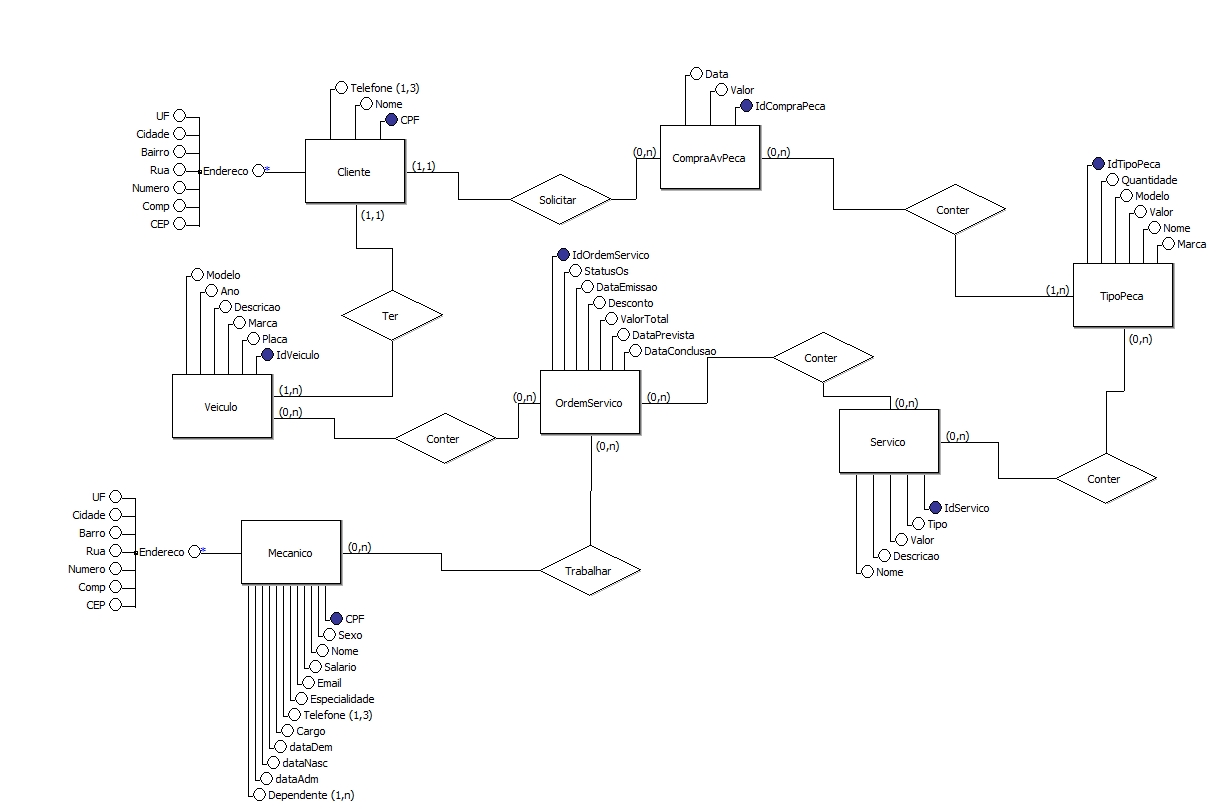 Telefone (1,3)
Nome
CPF
UF
Cidade
Bairro
Rua
Numero
Comp
CEP
Endereco
*
Cliente
(1,1)
(1,1)
Solicitar
(0,n)
Data
Valor
IdCompraPeca
CompraAvPeca
(0,n)
Conter
(1,n)
IdTipoPeca
Quantidade
Modelo
Valor
Nome
Marca
TipoPeca
(0,n)
Ter
Modelo
Ano
Descricao
Marca
Placa
IdVeiculo
Veiculo
(1,n)
(0,n)
Conter
(0,n)
IdOrdemServico
StatusOs
DataEmissao
Desconto
ValorTotal
DataPrevista
DataConclusao
OrdemServico
(0,n)
(0,n)
Conter
(0,n)
Servico
(0,n)
Conter
IdServico
Tipo
Valor
Descricao
Nome
UF
Cidade
Barro
Rua
Numero
Comp
CEP
Endereco
*
Mecanico
(0,n)
Trabalhar
CPF
Sexo
Nome
Salario
Email
Especialidade
Telefone (1,3)
Cargo
dataDem
dataNasc
dataAdm
Dependente (1,n)